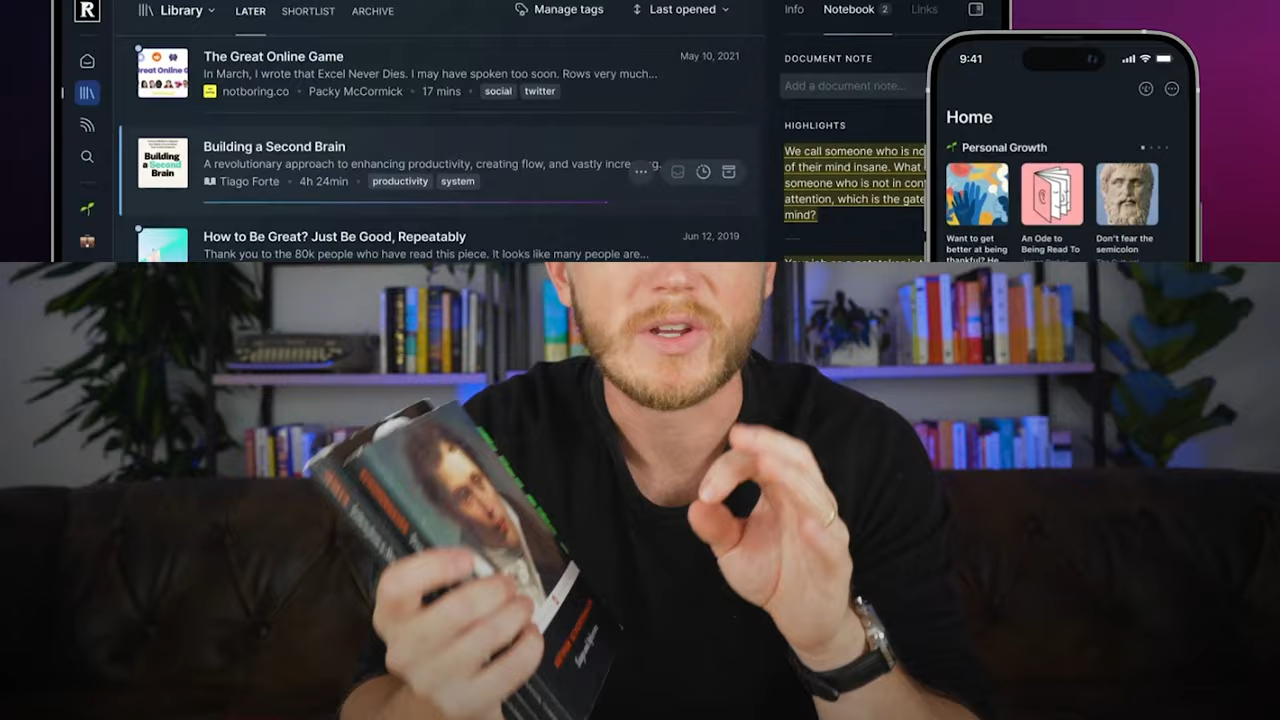 R
Library
LATER
SHORTLIST
ARCHIVE
Manage tags
Last opened
The Great Online Game
May 10, 2021
In March, I wrote that Excel Never Dies. I may have spoken too soon. Rows very much...
notboring.co • Packy McCormick • 17 mins • social twitter
Building a Second Brain
A revolutionary approach to enhancing productivity, creating flow, and vastly incre
Tiago Forte • 4h 24min • productivity system
Building
a Second
Brain
How to Be Great? Just Be Good, Repeatably
Jun 12, 2019
Thank you to the 80k people who have read this piece. It looks like many people are...
Info
Notebook 2
Links
DOCUMENT NOTE
Add a document note...
HIGHLIGHTS
We call someone who is no
of their mind insane. What
someone who is not in con
attention, which is the gate
mind?
9:41
Home
Personal Growth
Want to get
better at being
thankful? He
An Ode to
Being Read To
Don't fear the
semicolon